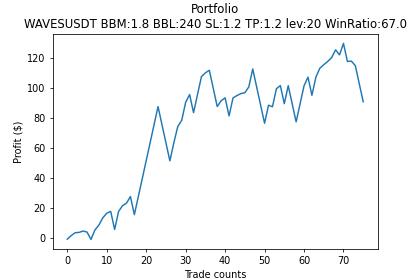 Portfolio
WAVESUSDT BBM:1.8 BBL:240 SL:1.2 TP:1.2 lev:20 WinRatio:67.0
120
100
80
60
40
20
0
Profit ($)
0 10 20 30 40 50 60 70
Trade counts